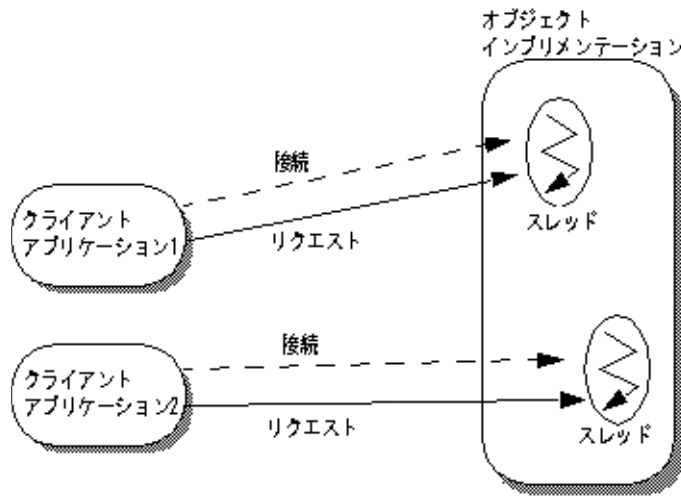 オブジェクト
インプリメンテーション
接続
クライアント
アプリケーション1
リクエスト
スレッド
接続
クライアント
アプリケーション2
リクエスト
スレッド